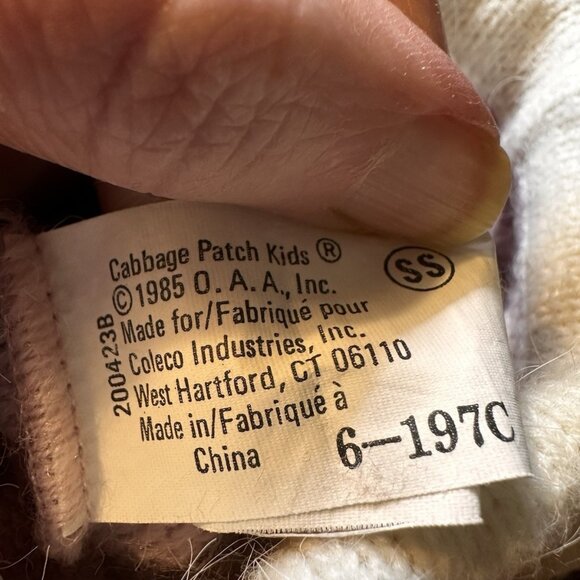 Cabbage Patch Kids ®
©1985 O. A. A., Inc.
Made for/Fabriqué pour
Coleco Industries, Inc.
West Hartford, CT 06110
Made in/Fabriqué à
China
SS
6-197C
200423B